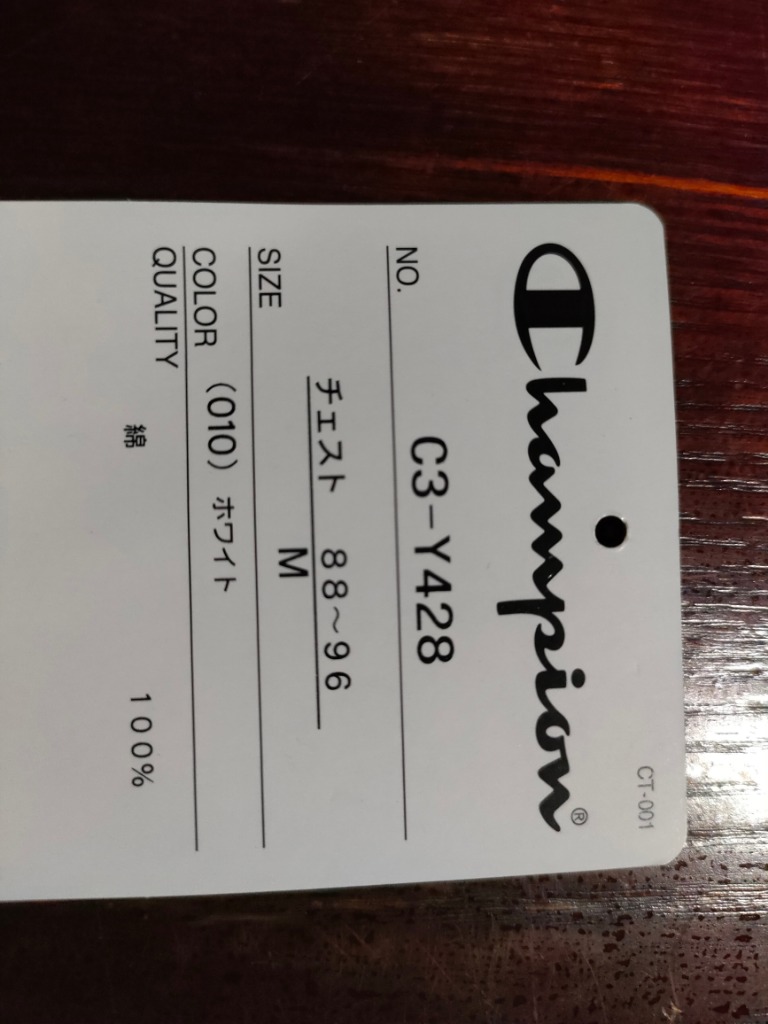 CT-001
Champion®
NO. C3-Y428
チェスト 88~96
SIZE M
COLOR (010) ホワイト
QUALITY
綿 100%